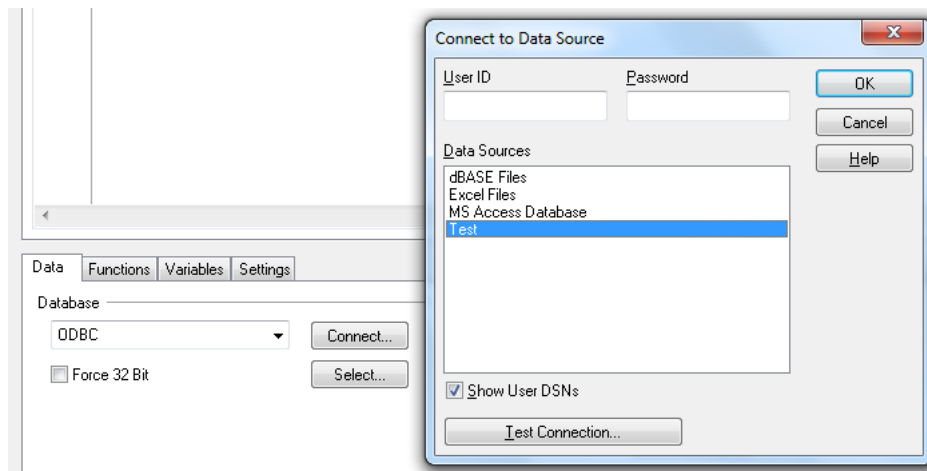 Connect to Data Source
User ID
Password
OK
Cancel
Help
Data Sources
dBASE Files
Excel Files
MS Access Database
Test
Show User DSNs
Test Connection...
Data Functions Variables Settings
Database
ODBC
Connect...
Force 32 Bit
Select...